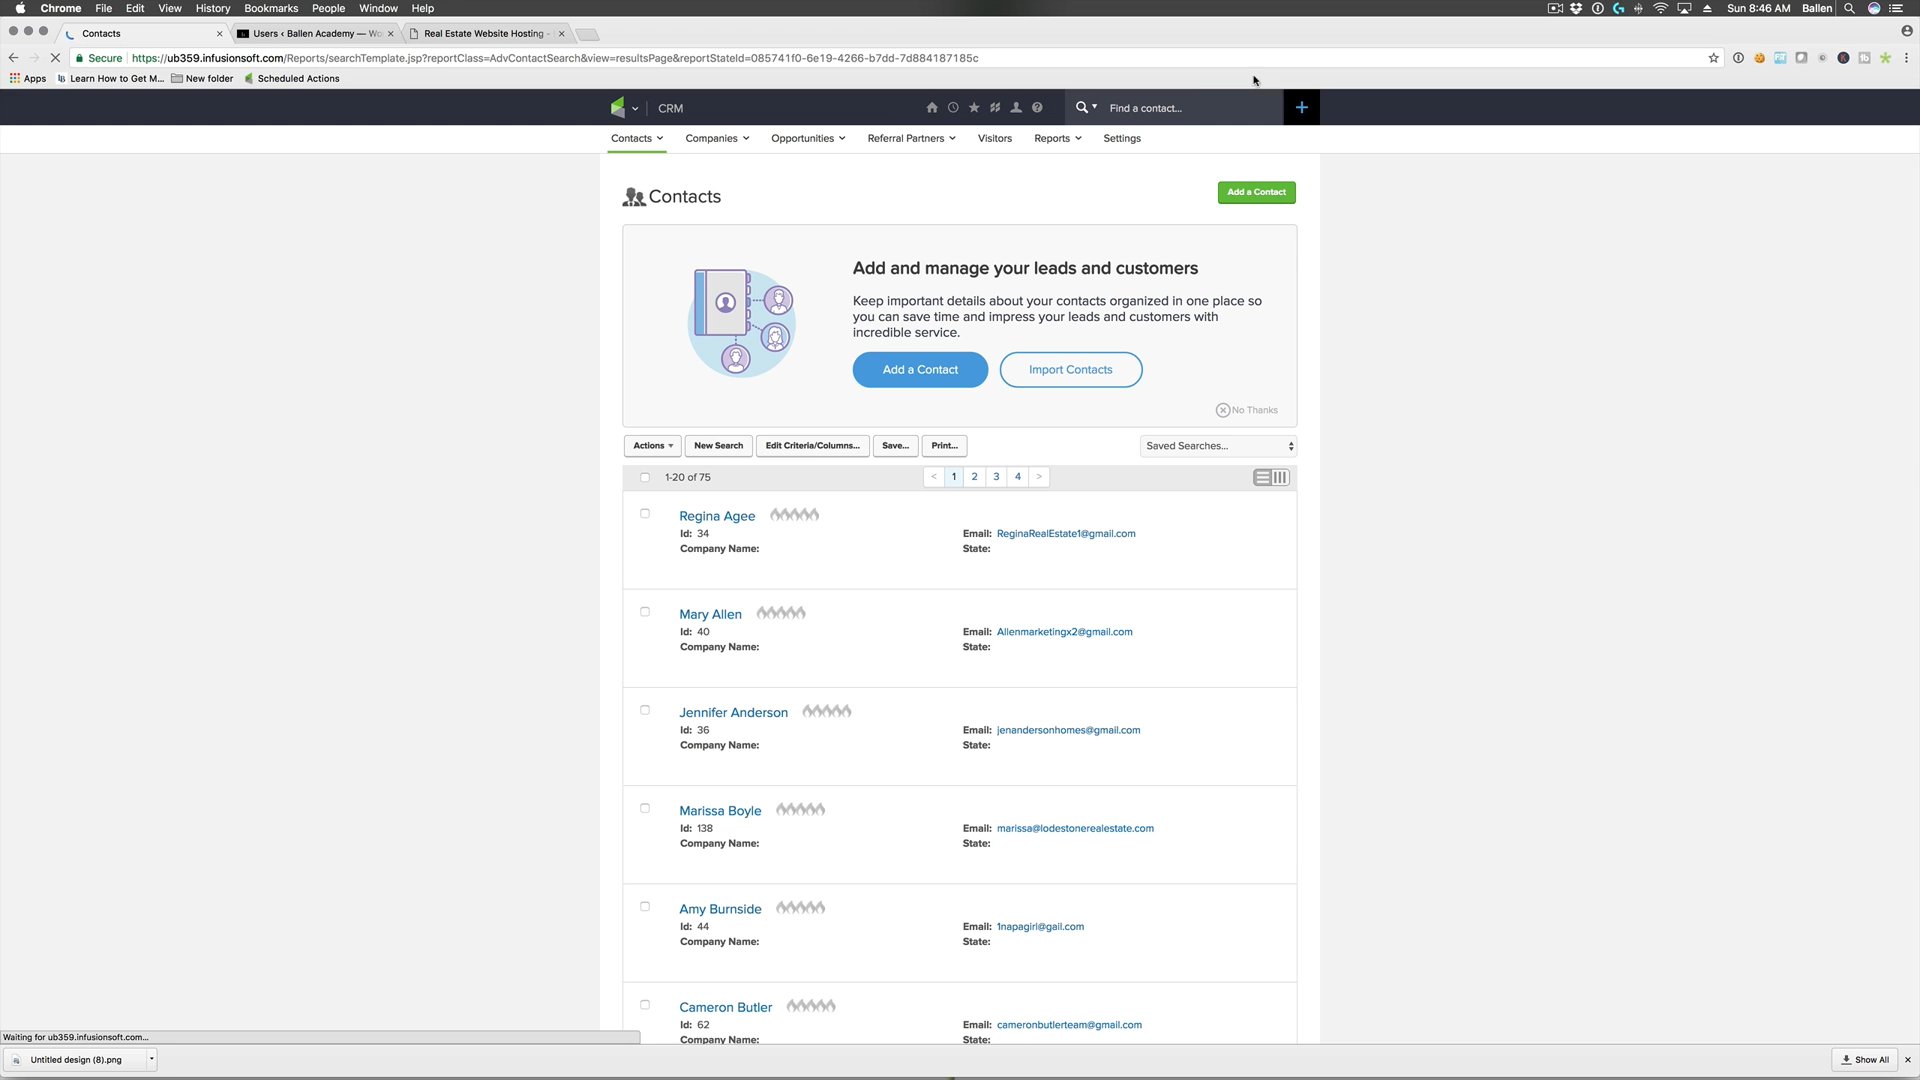 Chrome File Edit View History Bookmarks People Window Help Sun 8:46 AM Ballen
Contacts Users ‹ Ballen Academy — Wo Real Estate Website Hosting -
Secure https://ub359.infusionsoft.com/Reports/searchTemplate.jsp?reportClass=AdvContactSearch&view=resultsPage&reportStateId=085741f0-6e19-4266-b7dd-7d884187185c
Apps Learn How to Get M... New folder Scheduled Actions
CRM Find a contact...
Contacts Companies Opportunities Referral Partners Visitors Reports Settings
Contacts Add a Contact
Add and manage your leads and customers
Keep important details about your contacts organized in one place so
you can save time and impress your leads and customers with
incredible service.
Add a Contact Import Contacts
No Thanks
Actions New Search Edit Criteria/Columns... Save... Print... Saved Searches...
1-20 of 75 < 1 2 3 4 >
Regina Agee
Id: 34 Email: ReginaRealEstate1@gmail.com
Company Name: State:
Mary Allen
Id: 40 Email: Allenmarketingx2@gmail.com
Company Name: State:
Jennifer Anderson
Id: 36 Email: jenandersonhomes@gmail.com
Company Name: State:
Marissa Boyle
Id: 138 Email: marissa@lodestonerealestate.com
Company Name: State:
Amy Burnside
Id: 44 Email: 1napagirl@gail.com
Company Name: State:
Cameron Butler
Id: 62 Email: cameronbutlerteam@gmail.com
Company Name: State:
Waiting for ub359.infusionsoft.com...
Untitled design (8).png Show All